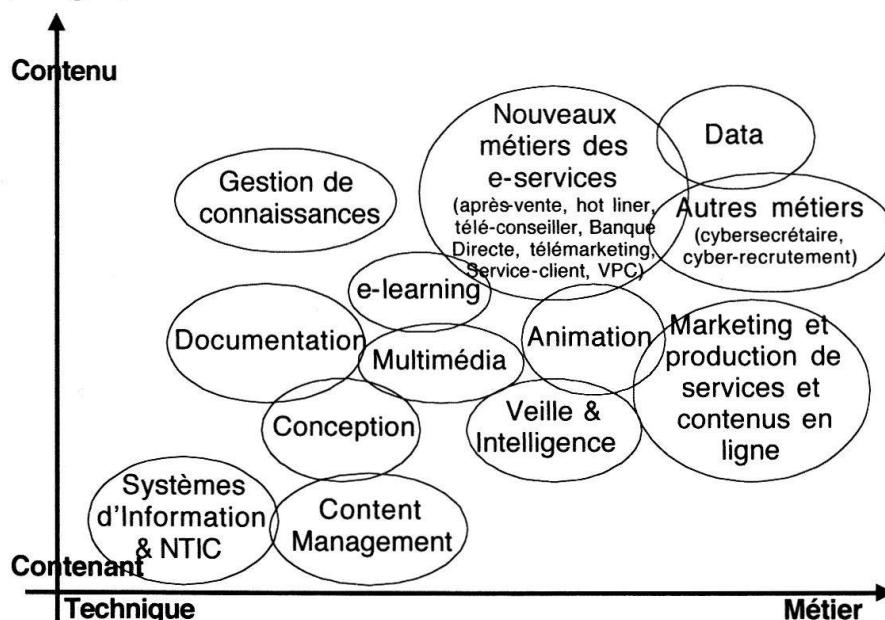 Contenu
Nouveaux
métiers des
e-services
(après-vente, hot liner,
télé-conseiller, Banque
Directe, télémarketing,
Service-client, VPC)
Data
Gestion de
connaissances
Autres métiers
(cybersecrétaire,
cyber-recrutement)
e-learning
Documentation
Multimédia
Animation
Marketing et
production de
services et
contenus en
ligne
Conception
Veille &
Intelligence
Systèmes
d'Information
& NTIC
Content
Management
Contenant
Technique
Métier